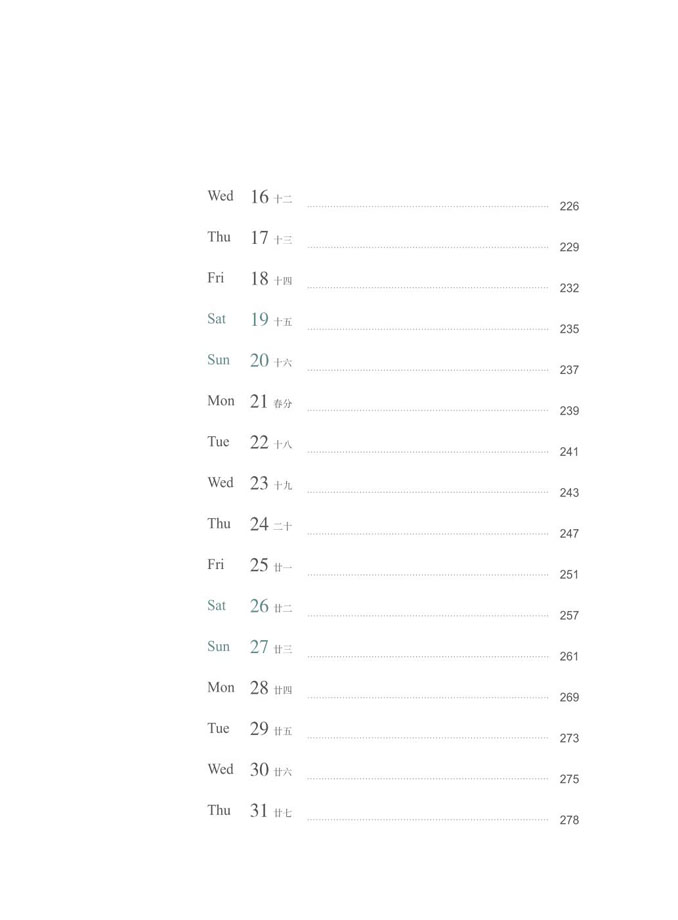 Wed 16 十二 226
Thu 17 十三 229
Fri 18 十四 232
Sat 19 十五 235
Sun 20 十六 237
Mon 21 春分 239
Tue 22 十八 241
Wed 23 十九 243
Thu 24 二十 247
Fri 25 廿一 251
Sat 26 廿二 257
Sun 27 廿三 261
Mon 28 廿四 269
Tue 29 廿五 273
Wed 30 廿六 275
Thu 31 廿七 278